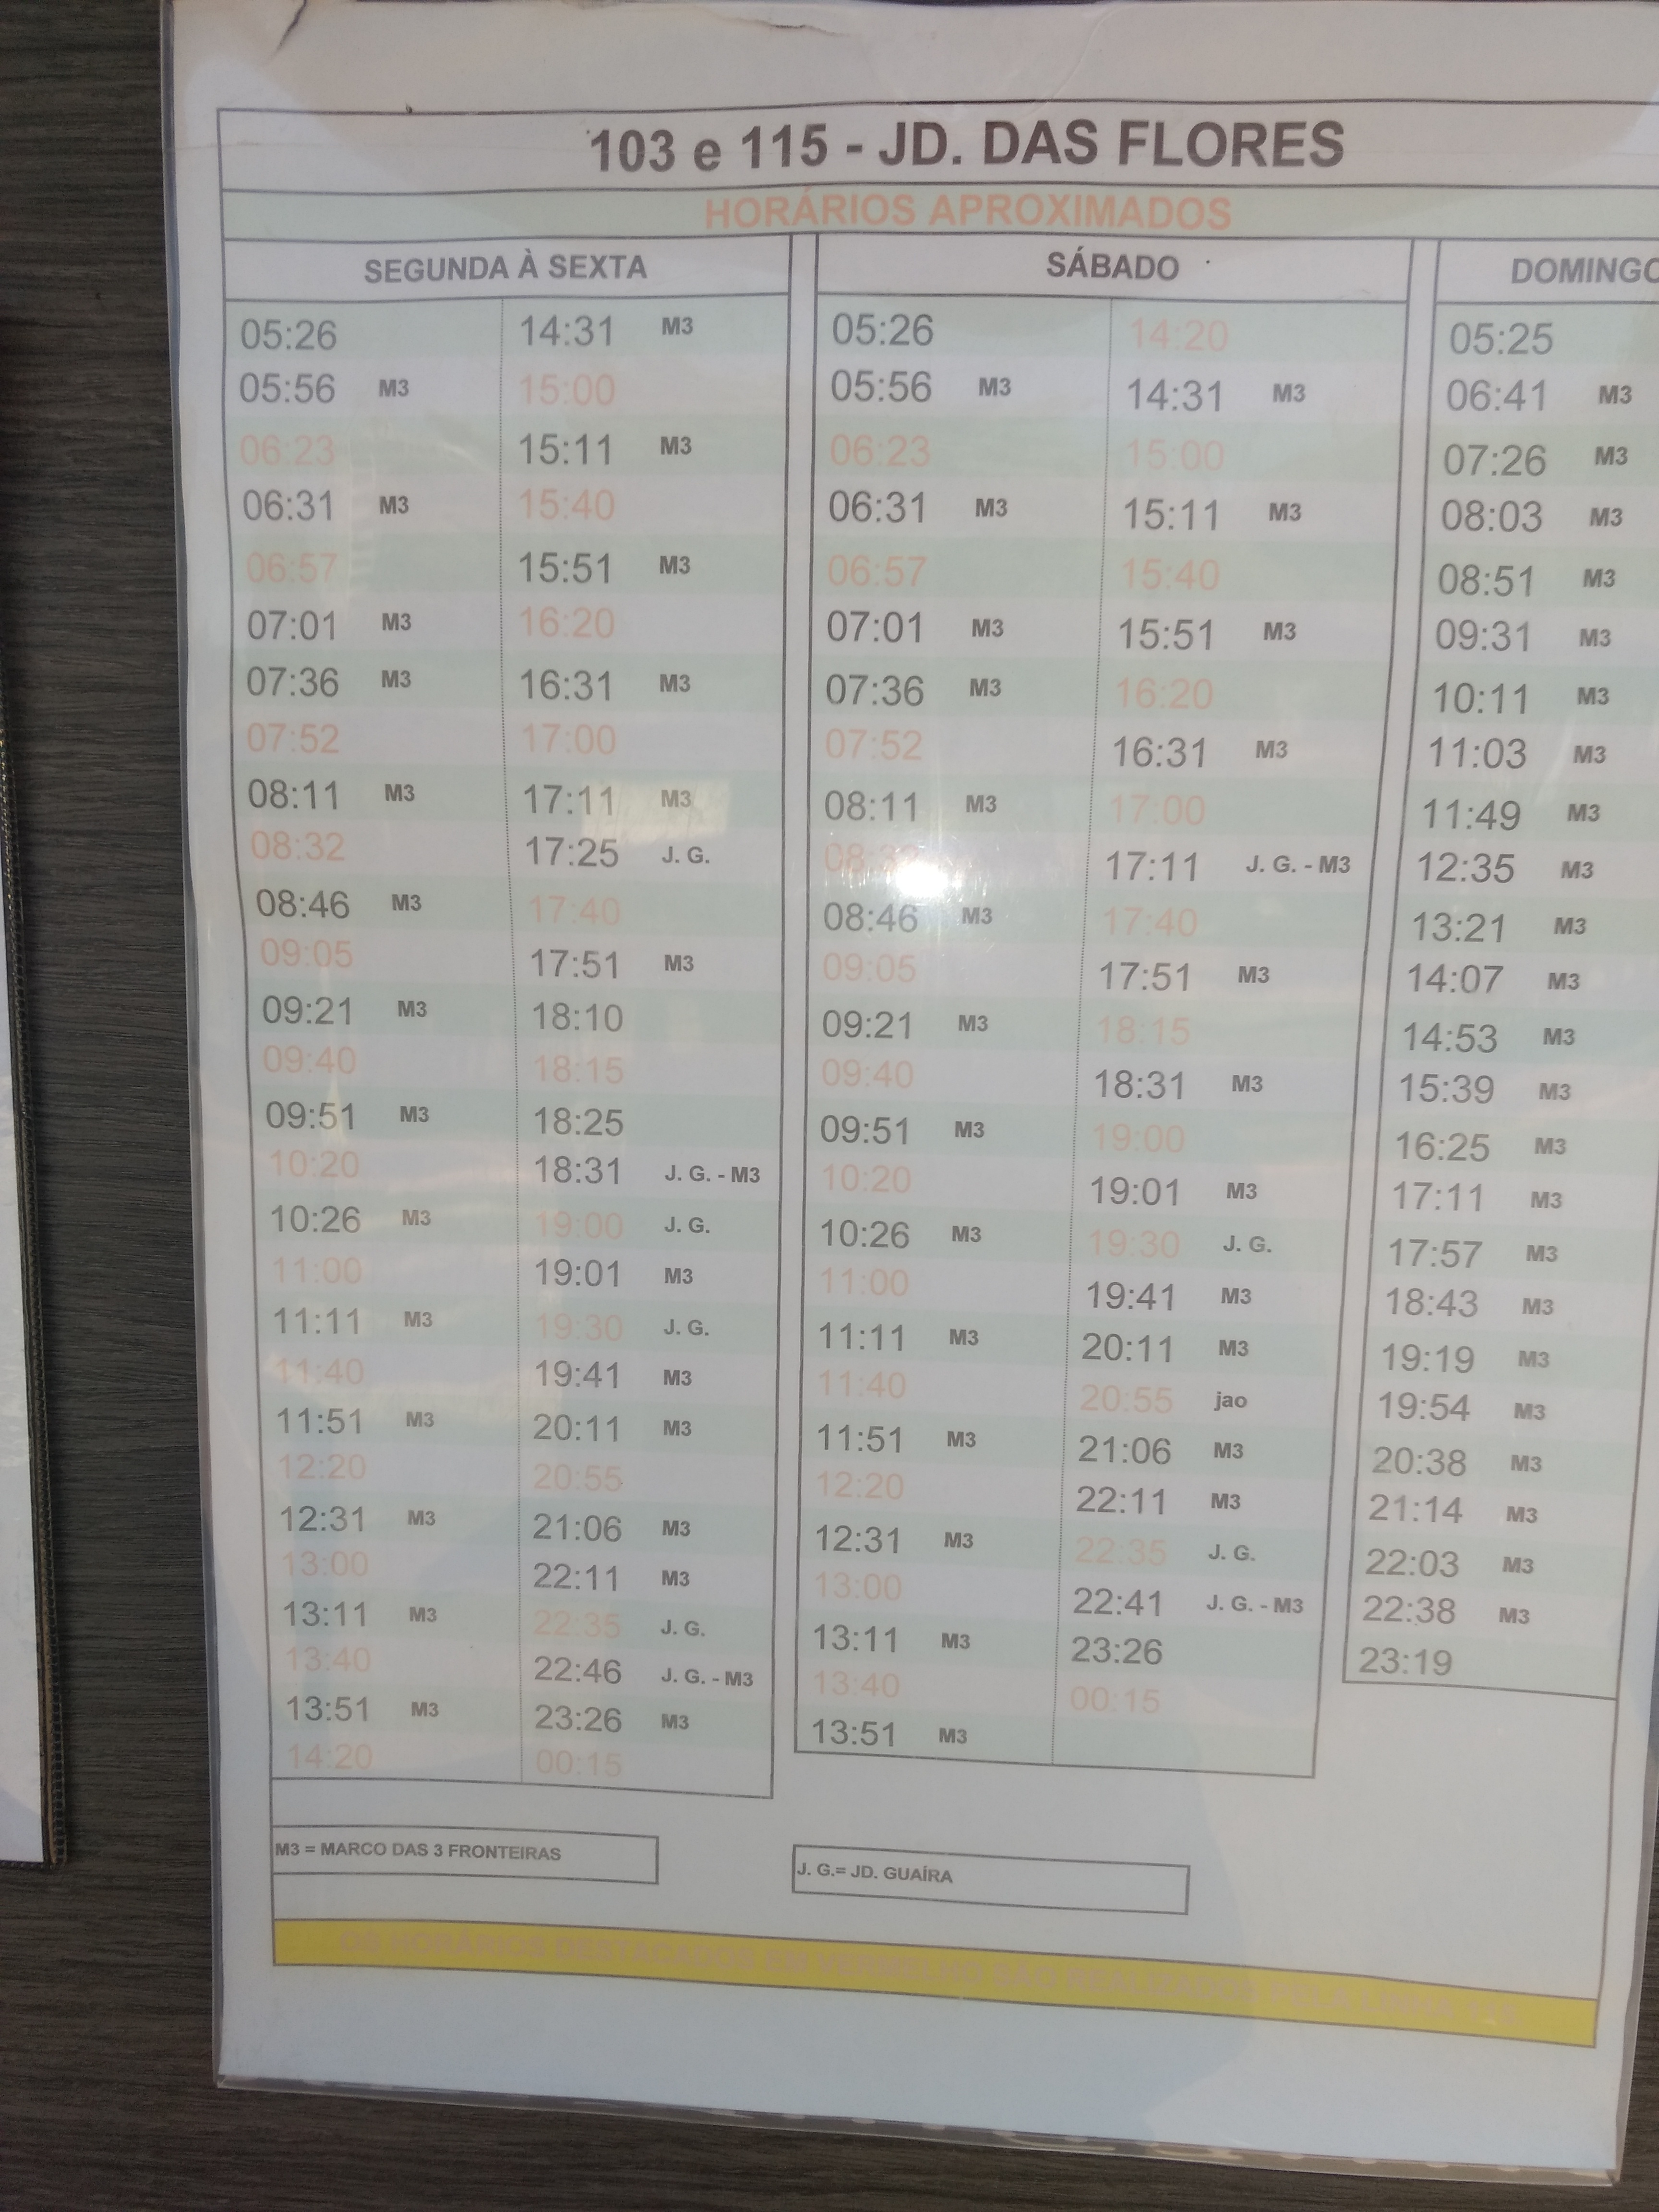 103 e 115 - JD. DAS FLORES
HORÁRIOS APROXIMADOS
SEGUNDA À SEXTA
05:26
05:56 M3
06:23
06:31 M3
06:57
07:01 M3
07:36 M3
07:52
08:11 M3
08:32
08:46 M3
09:05
09:21 M3
09:40
09:51 M3
10:20
10:26 M3
11:00
11:11 M3
11:40
11:51 M3
12:20
12:31 M3
13:00
13:11 M3
13:40
13:51 M3
14:20
14:31 M3
15:00
15:11 M3
15:40
15:51 M3
16:20
16:31 M3
17:00
17:11 M3
17:25 J. G.
17:40
17:51 M3
18:10
18:15
18:25
18:31 J. G. - M3
19:00 J. G.
19:01 M3
19:30 J. G.
19:41 M3
20:11 M3
20:55
21:06 M3
22:11 M3
22:35 J. G.
22:46 J. G. - M3
23:26 M3
00:15
SÁBADO
05:26
05:56 M3
06:23
06:31 M3
06:57
07:01 M3
07:36 M3
07:52
08:11 M3
08:46 M3
09:05
09:21 M3
09:40
09:51 M3
10:20
10:26 M3
11:00
11:11 M3
11:40
11:51 M3
12:20
12:31 M3
13:00
13:11 M3
13:40
13:51 M3
14:20
14:31 M3
15:00
15:11 M3
15:40
15:51 M3
16:20
16:31 M3
17:00
17:11 J. G. - M3
17:40
17:51 M3
18:15
18:31 M3
19:00
19:01 M3
19:30 J. G.
19:41 M3
20:11 M3
20:55 jao
21:06 M3
22:11 M3
22:35 J. G.
22:41 J. G. - M3
23:26
00:15
DOMINGO
05:25
06:41 M3
07:26 M3
08:03 M3
08:51 M3
09:31 M3
10:11 M3
11:03 M3
11:49 M3
12:35 M3
13:21 M3
14:07 M3
14:53 M3
15:39 M3
16:25 M3
17:11 M3
17:57 M3
18:43 M3
19:19 M3
19:54 M3
20:38 M3
21:14 M3
22:03 M3
22:38 M3
23:19
M3 = MARCO DAS 3 FRONTEIRAS
J. G.= JD. GUAÍRA
OS HORÁRIOS DESTACADOS EM VERMELHO SÃO REALIZADOS PELA LINHA 115